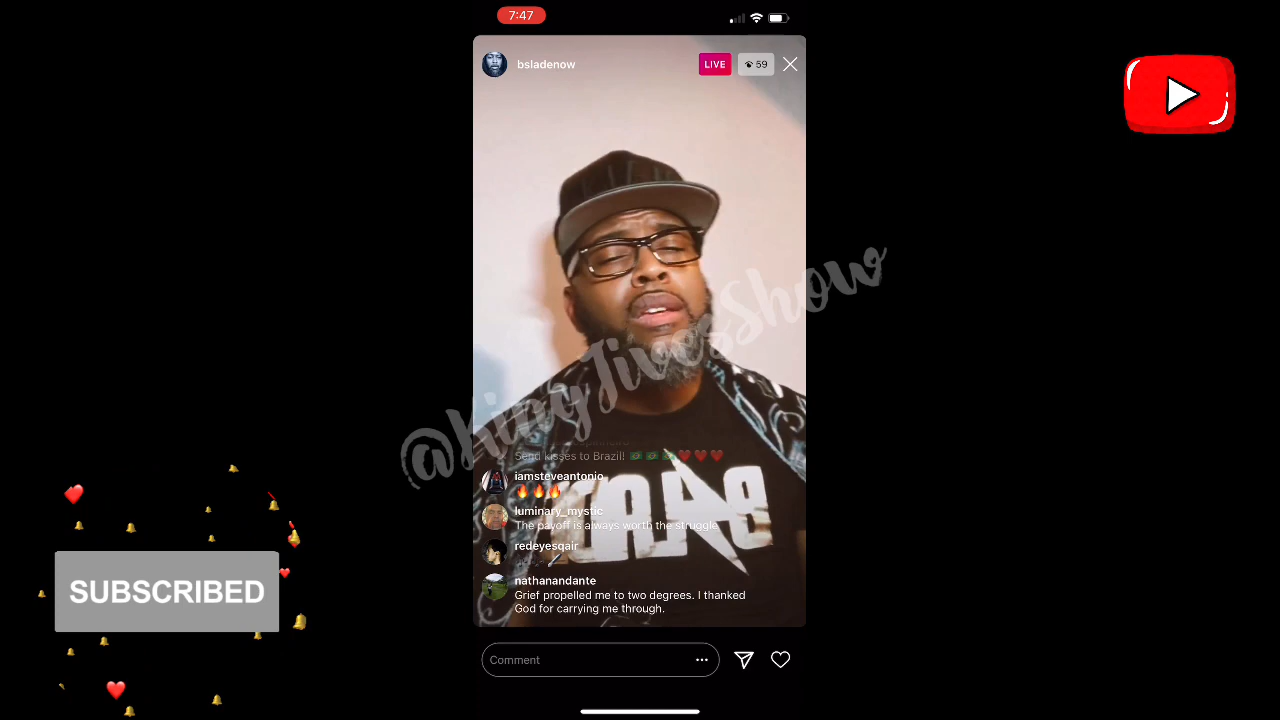 7:47
bsladenow
LIVE
59
@KingJivesShow
Send kisses to Brazil! 🇧🇷🇧🇷🇧🇷❤️❤️❤️
iamsteveantonio
🔥🔥🔥
luminary_mystic
The payoff is always worth the struggle
redeyesqair
nathanandante
Grief propelled me to two degrees. I thanked
God for carrying me through.
SUBSCRIBED
Comment